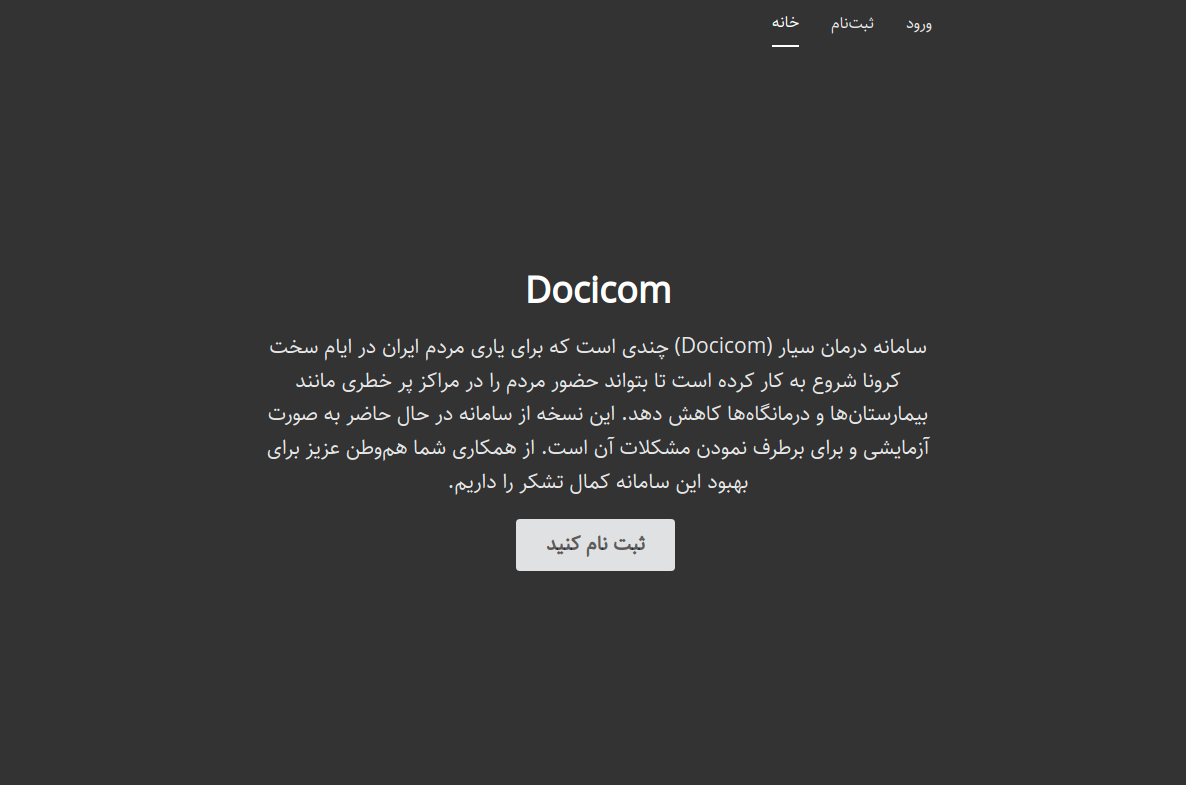 ورود
ثبت‌نام
خانه
Docicom
سامانه درمان سیار (Docicom) چندی است که برای یاری مردم ایران در ایام سخت
کرونا شروع به کار کرده است تا بتواند حضور مردم را در مراکز پر خطری مانند
بیمارستان‌ها و درمانگاه‌ها کاهش دهد. این نسخه از سامانه در حال حاضر به صورت
آزمایشی و برای برطرف نمودن مشکلات آن است. از همکاری شما هم‌وطن عزیز برای
بهبود این سامانه کمال تشکر را داریم.
ثبت نام کنید